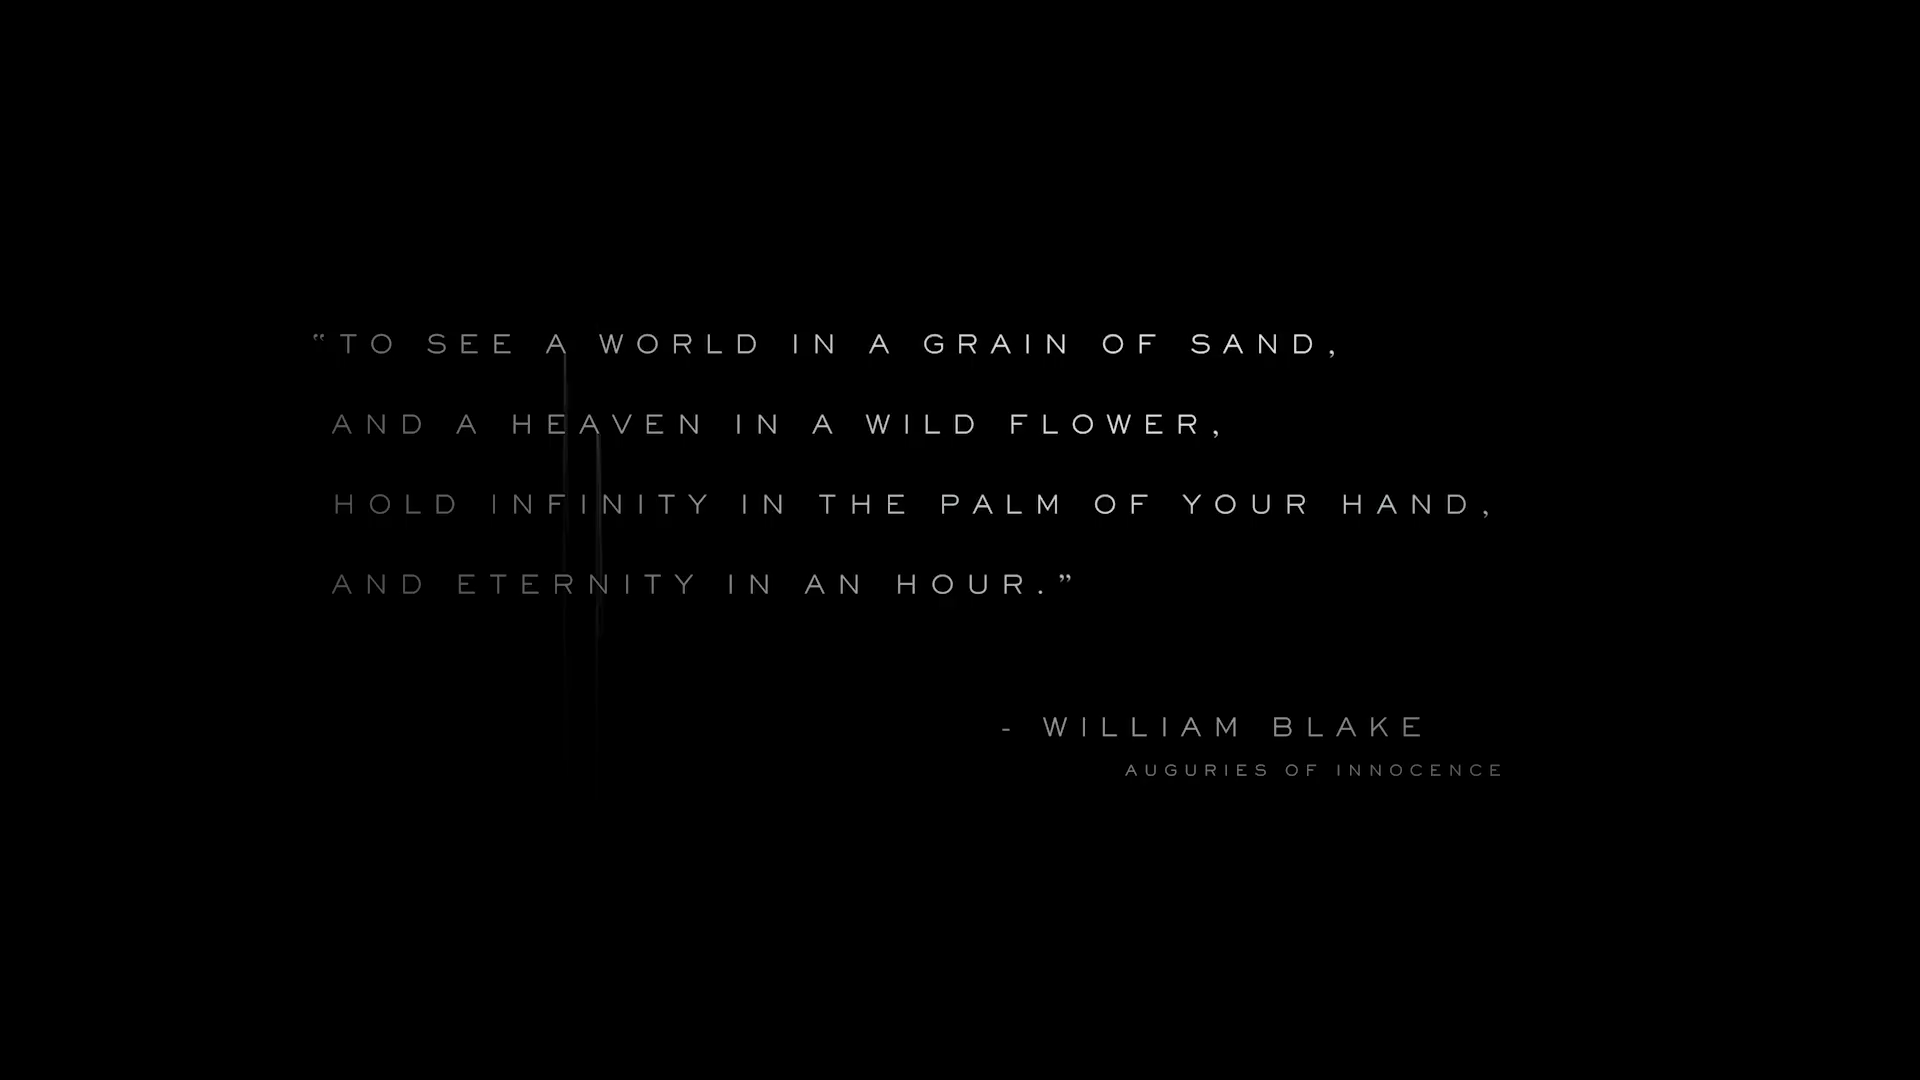 “TO SEE A WORLD IN A GRAIN OF SAND,
AND A HEAVEN IN A WILD FLOWER,
HOLD INFINITY IN THE PALM OF YOUR HAND,
AND ETERNITY IN AN HOUR.”
- WILLIAM BLAKE
AUGURIES OF INNOCENCE